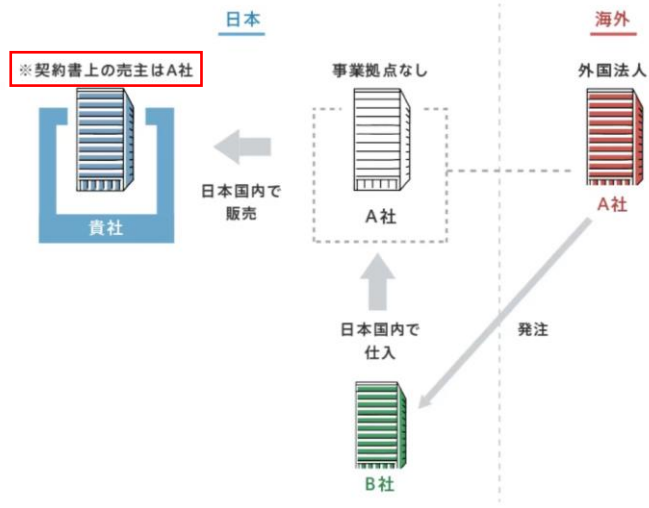 日本
海外
※契約書上の売主はA社
事業拠点なし
外国法人
日本国内で
販売
貴社
A社
A社
日本国内で
仕入
発注
B社